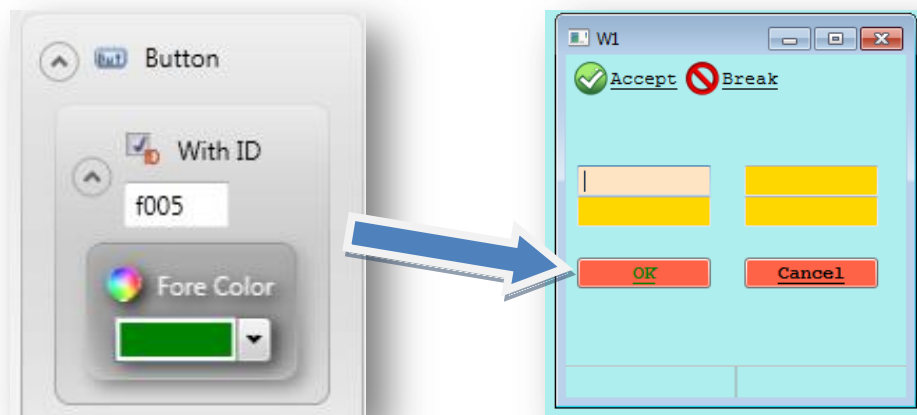 Button
With ID
f005
Fore Color
W1
Accept Break
OK Cancel